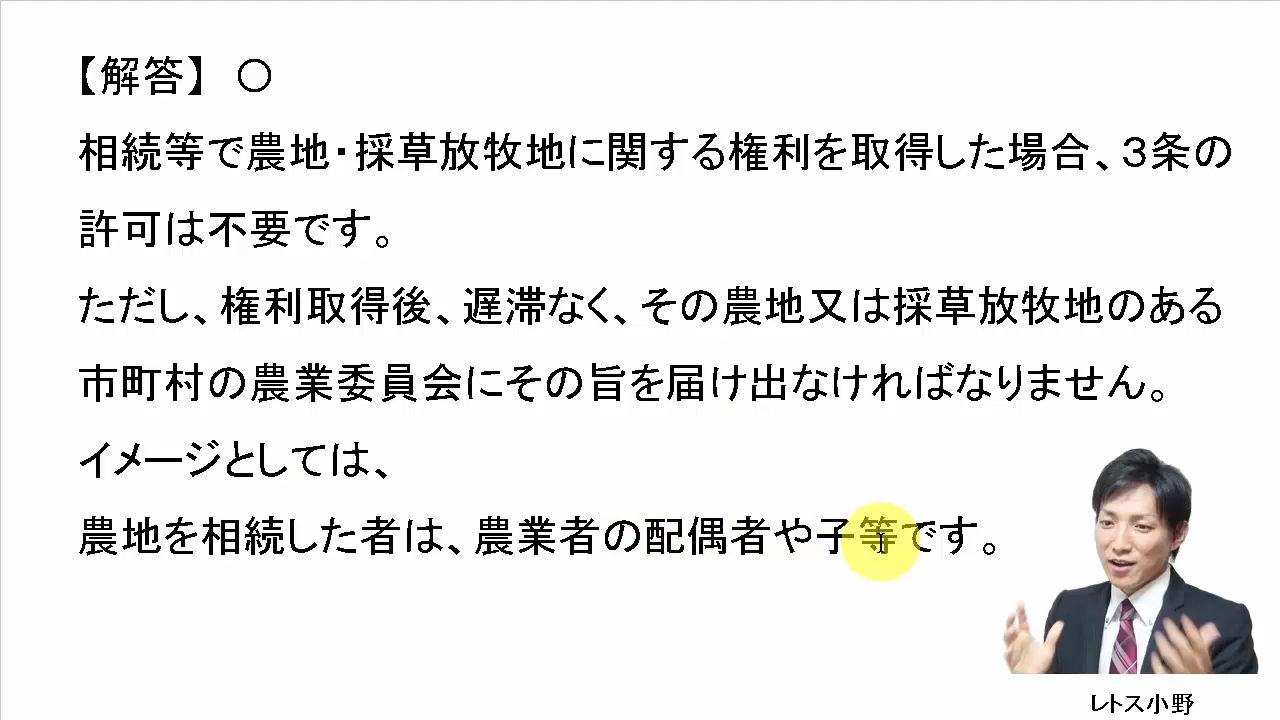 【解答】 ○
相続等で農地・採草放牧地に関する権利を取得した場合、３条の
許可は不要です。
ただし、権利取得後、遅滞なく、その農地又は採草放牧地のある
市町村の農業委員会にその旨を届け出なければなりません。
イメージとしては、
農地を相続した者は、農業者の配偶者や子等です。
レトス小野